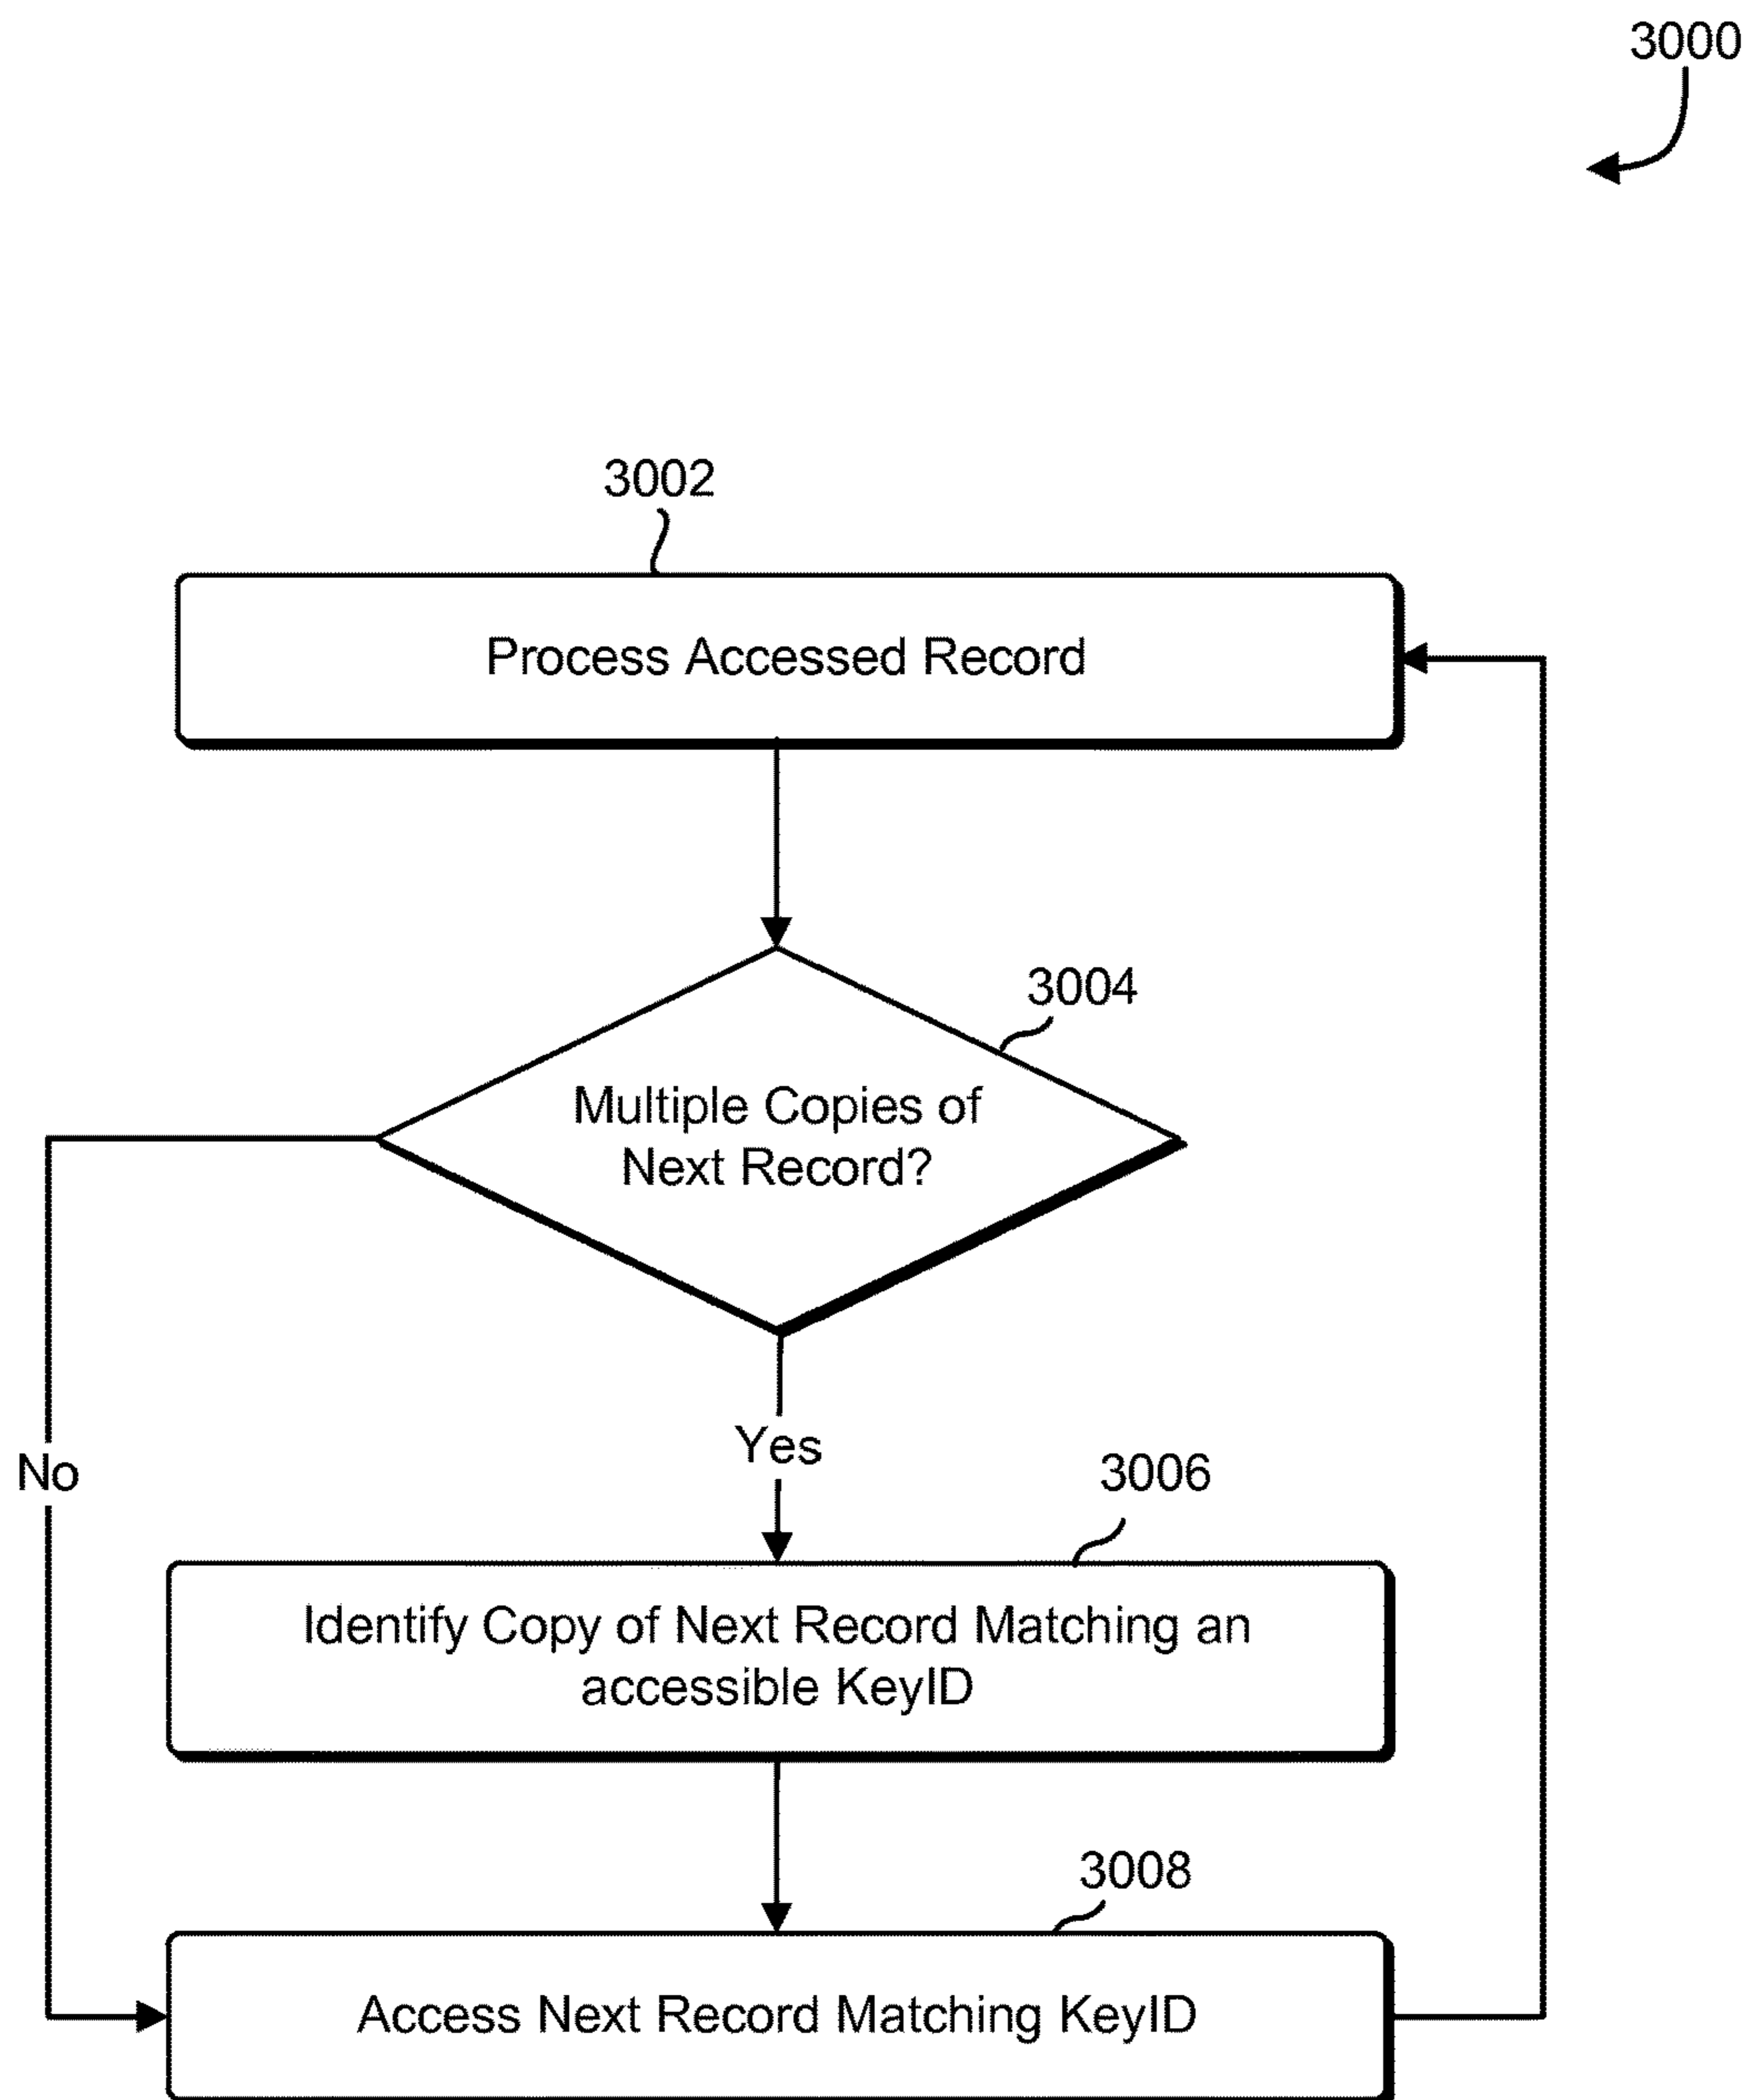 3000
3002
Process Accessed Record
3004
Multiple Copies of
Next Record?
Yes
No
3006
Identify Copy of Next Record Matching an
accessible KeyID
3008
Access Next Record Matching KeyID